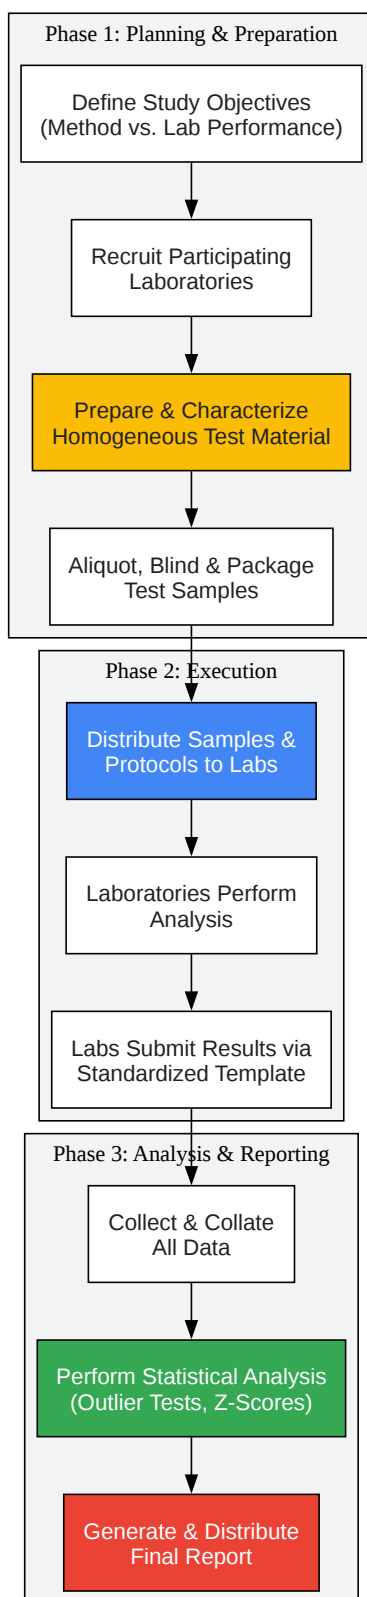 Phase 1: Planning & Preparation
Define Study Objectives
(Method vs. Lab Performance)
Recruit Participating
Laboratories
Prepare & Characterize
Homogeneous Test Material
Aliquot, Blind & Package
Test Samples
Phase 2: Execution
Distribute Samples &
Protocols to Labs
Laboratories Perform
Analysis
Labs Submit Results via
Standardized Template
Phase 3: Analysis & Reporting
Collect & Collate
All Data
Perform Statistical Analysis
(Outlier Tests, Z-Scores)
Generate & Distribute
Final Report